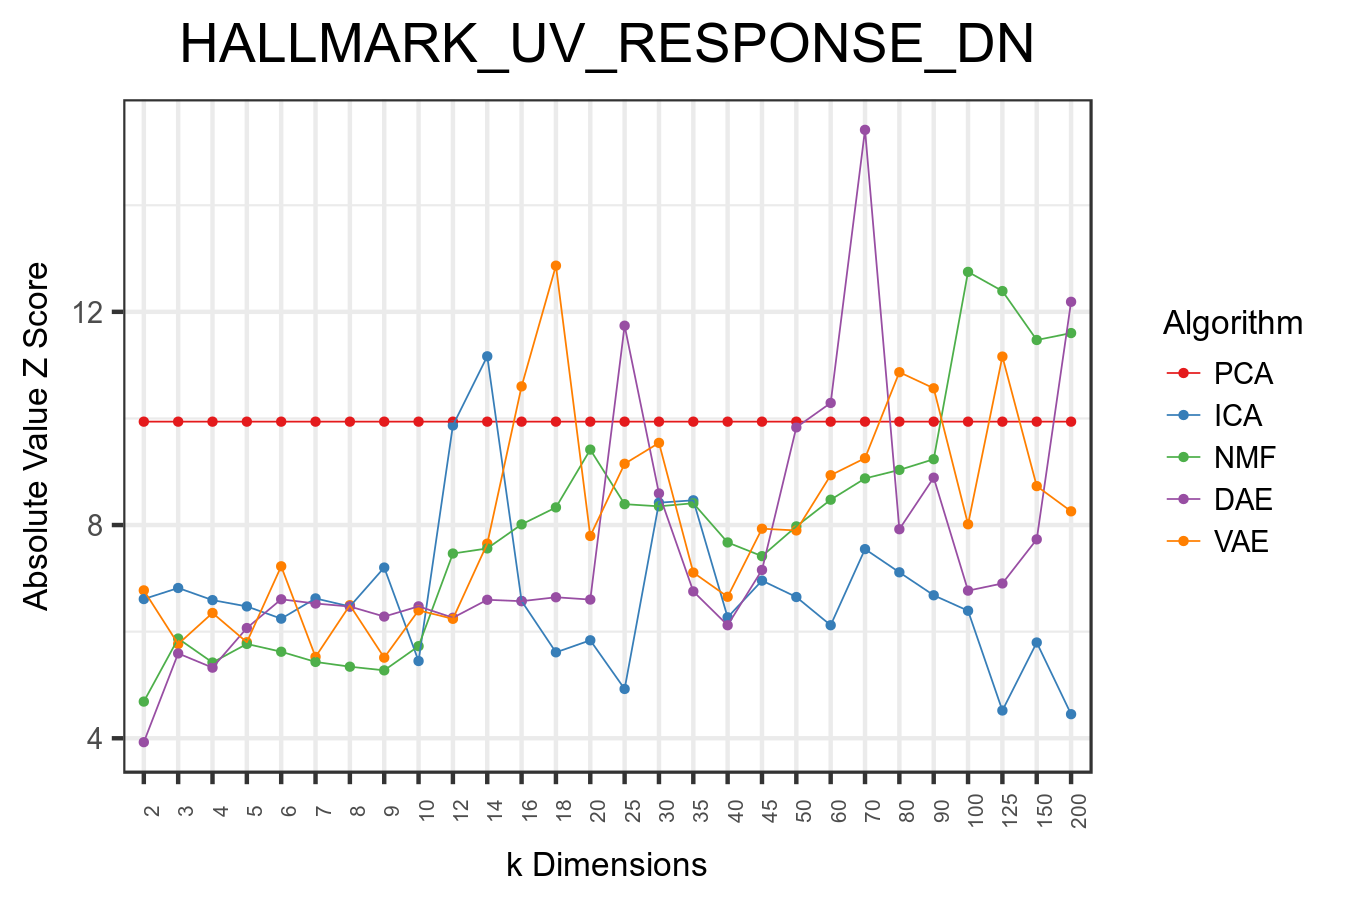 HALLMARK_UV_RESPONSE_DN
Absolute Value Z Score
12
8
4
2 3 4 5 6 7 8 9 10 12 14 16 18 20 25 30 35 40 45 50 60 70 80 90 100 125 150 200
k Dimensions
Algorithm
PCA
ICA
NMF
DAE
VAE